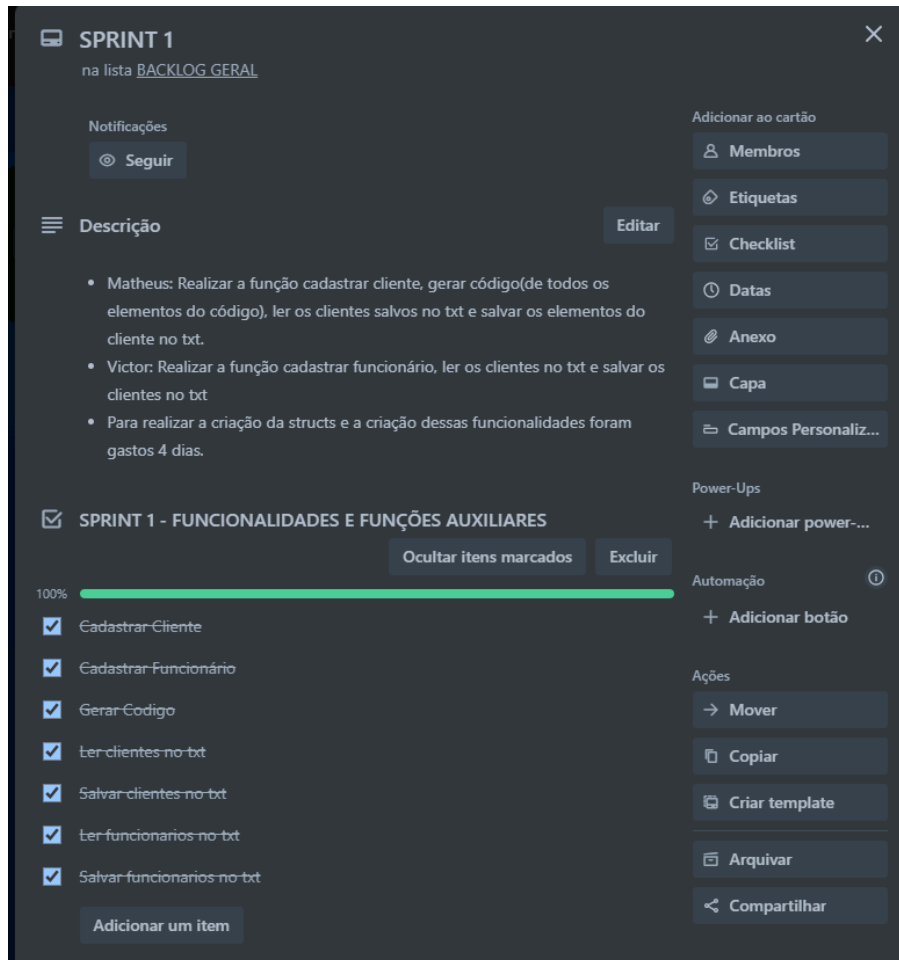 SPRINT 1
na lista BACKLOG GERAL
Notificações
Seguir
Descrição
Editar
• Matheus: Realizar a função cadastrar cliente, gerar código(de todos os
elementos do código), ler os clientes salvos no txt e salvar os elementos do
cliente no txt.
• Victor: Realizar a função cadastrar funcionário, ler os clientes no txt e salvar os
clientes no txt
• Para realizar a criação da structs e a criação dessas funcionalidades foram
gastos 4 dias.
SPRINT 1 - FUNCIONALIDADES E FUNÇÕES AUXILIARES
Ocultar itens marcados
Excluir
100%
Cadastrar Cliente
Cadastrar Funcionário
Gerar Codigo
Ler clientes no txt
Salvar clientes no txt
Ler funcionarios no txt
Salvar funcionarios no txt
Adicionar um item
Adicionar ao cartão
Membros
Etiquetas
Checklist
Datas
Anexo
Capa
Campos Personaliz...
Power-Ups
+ Adicionar power-...
Automação
+ Adicionar botão
Ações
Mover
Copiar
Criar template
Arquivar
Compartilhar